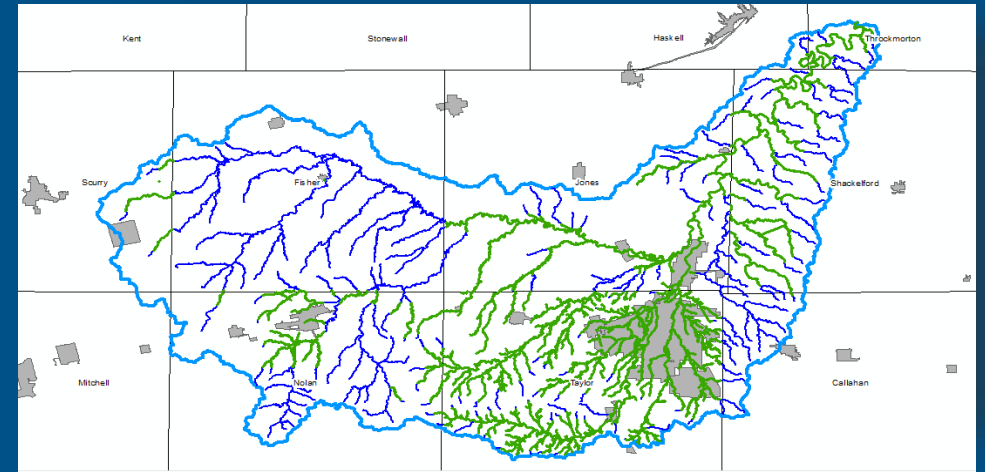 Kent
Stonewall
Haskell
Throckmorton
Scurry
Fisher
Jones
Shackelford
Mitchell
Nolan
Taylor
Callahan